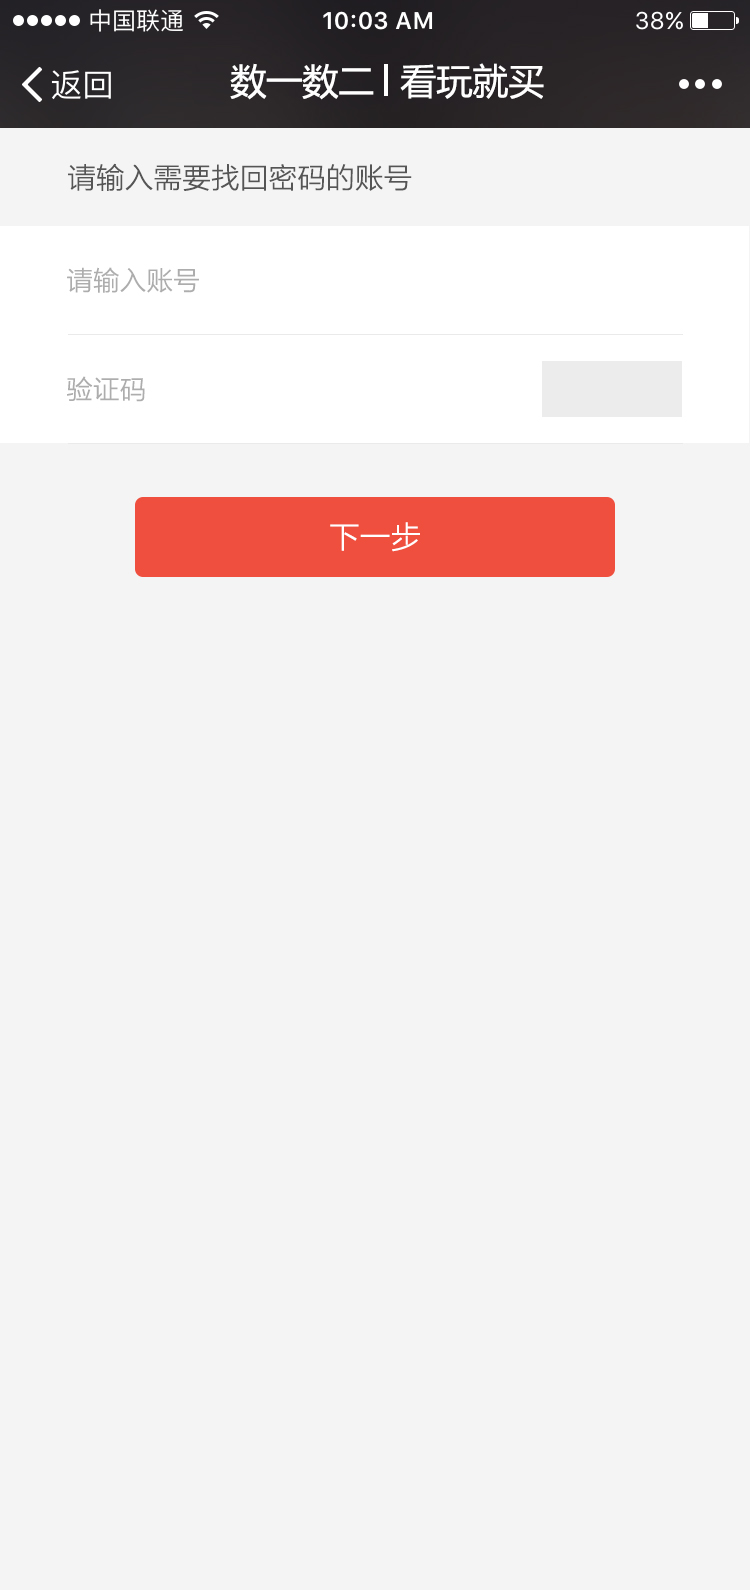 中国联通 10:03 AM 38%
返回 数一数二 | 看玩就买
请输入需要找回密码的账号
请输入账号
验证码
下一步